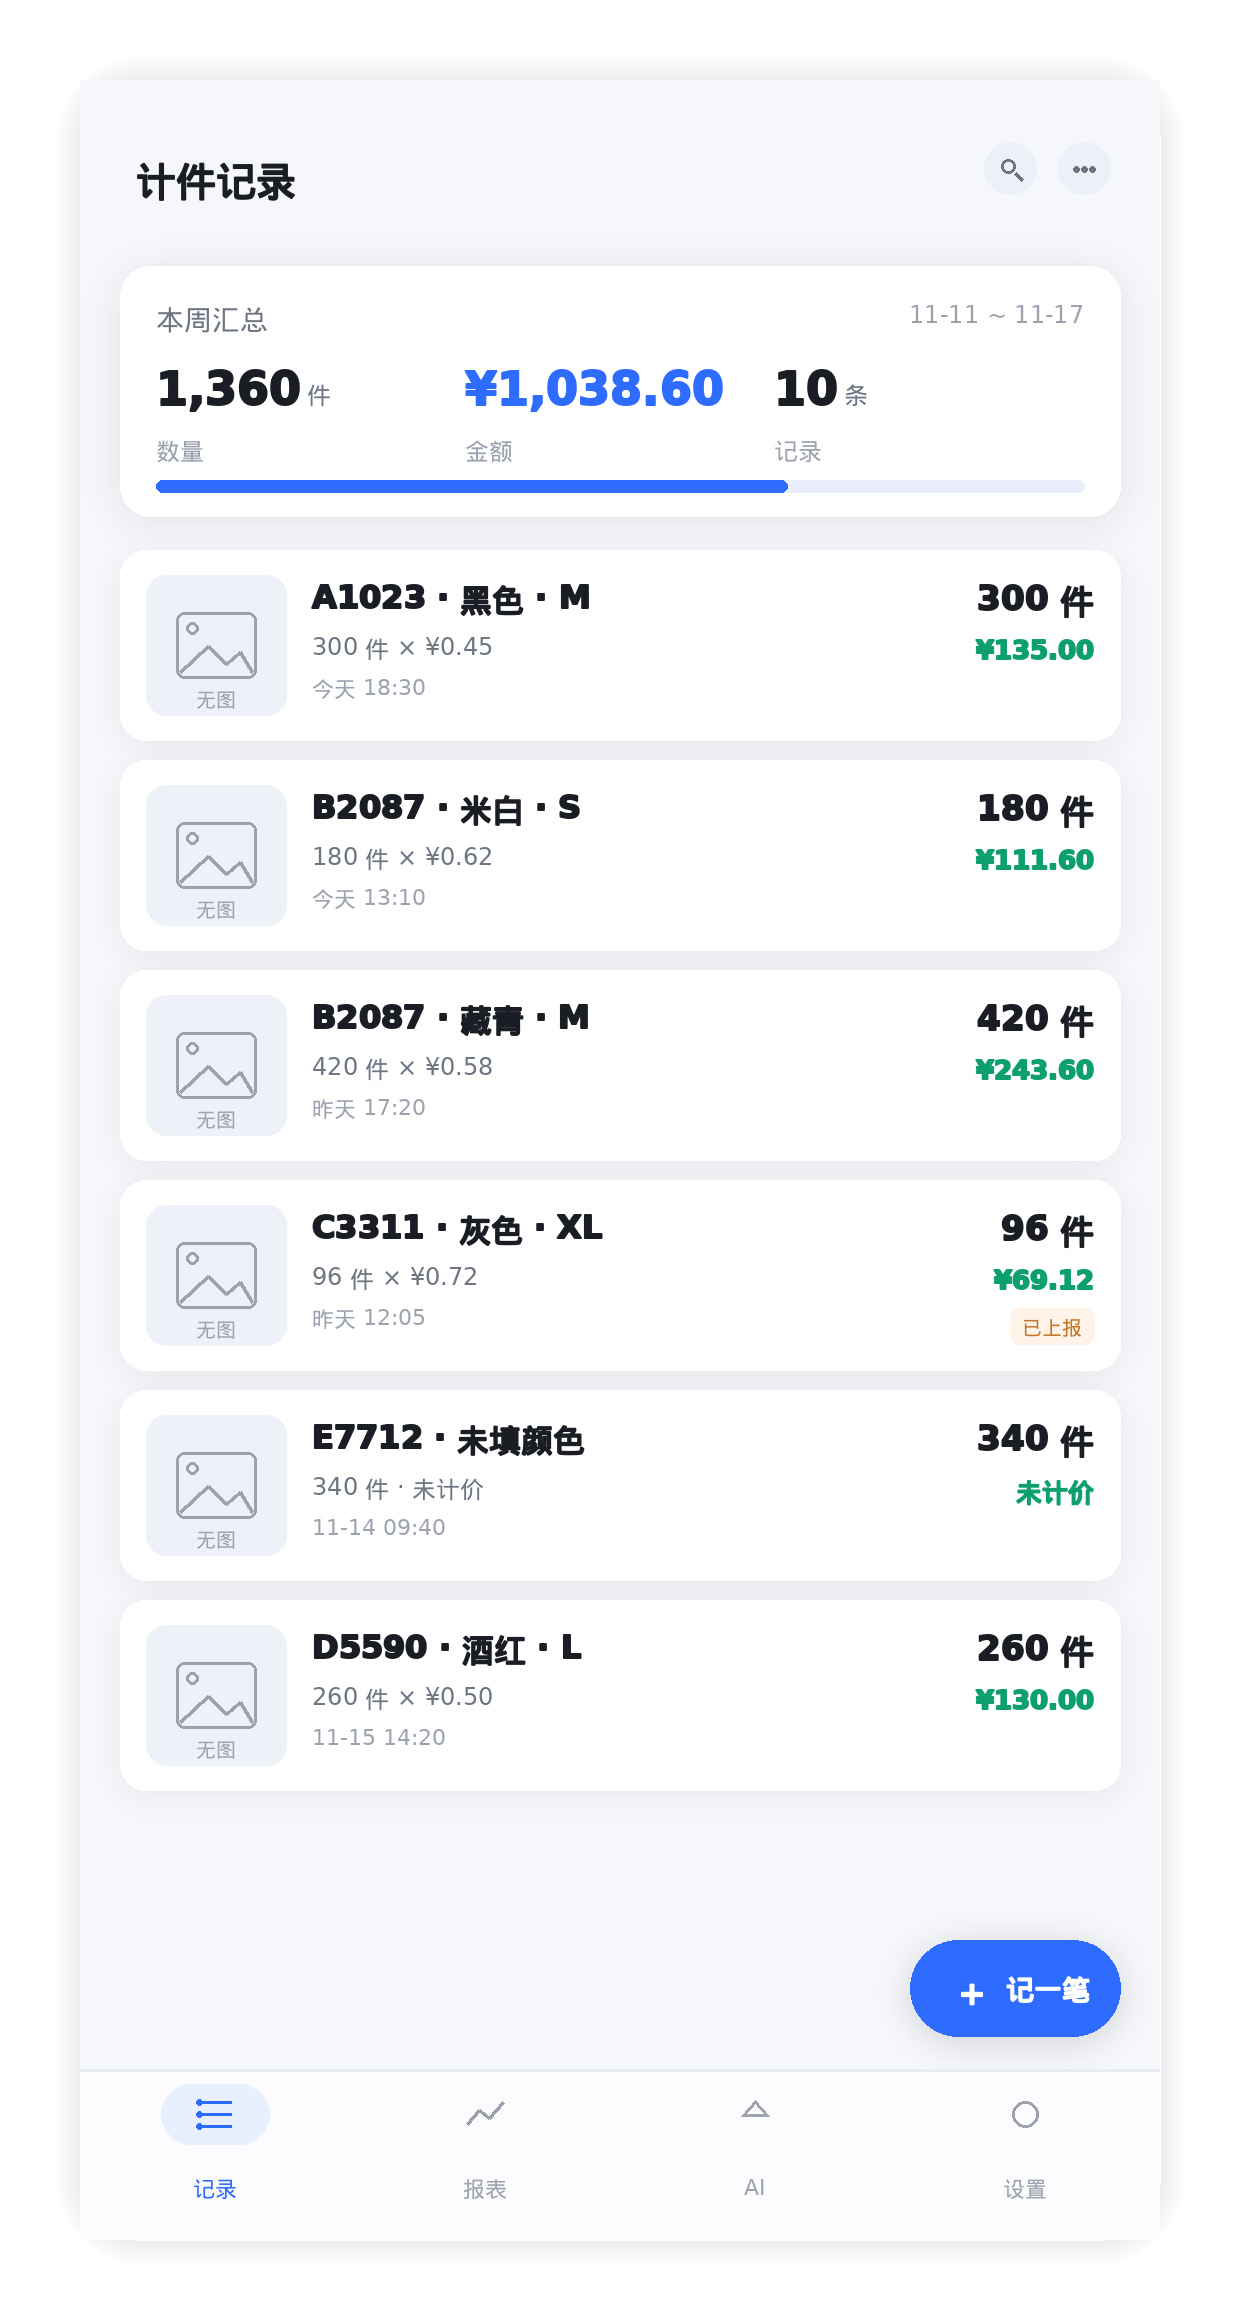 计件记录
本周汇总 11-11 ~ 11-17
1,360 件 ¥1,038.60 10 条
数量 金额 记录
A1023 · 黑色 · M 300 件
300 件 × ¥0.45 ¥135.00
今天 18:30
无图
B2087 · 米白 · S 180 件
180 件 × ¥0.62 ¥111.60
今天 13:10
无图
B2087 · 藏青 · M 420 件
420 件 × ¥0.58 ¥243.60
昨天 17:20
无图
C3311 · 灰色 · XL 96 件
96 件 × ¥0.72 ¥69.12
昨天 12:05 已上报
无图
E7712 · 未填颜色 340 件
340 件 · 未计价 未计价
11-14 09:40
无图
D5590 · 酒红 · L 260 件
260 件 × ¥0.50 ¥130.00
11-15 14:20
无图
+ 记一笔
记录 报表 AI 设置